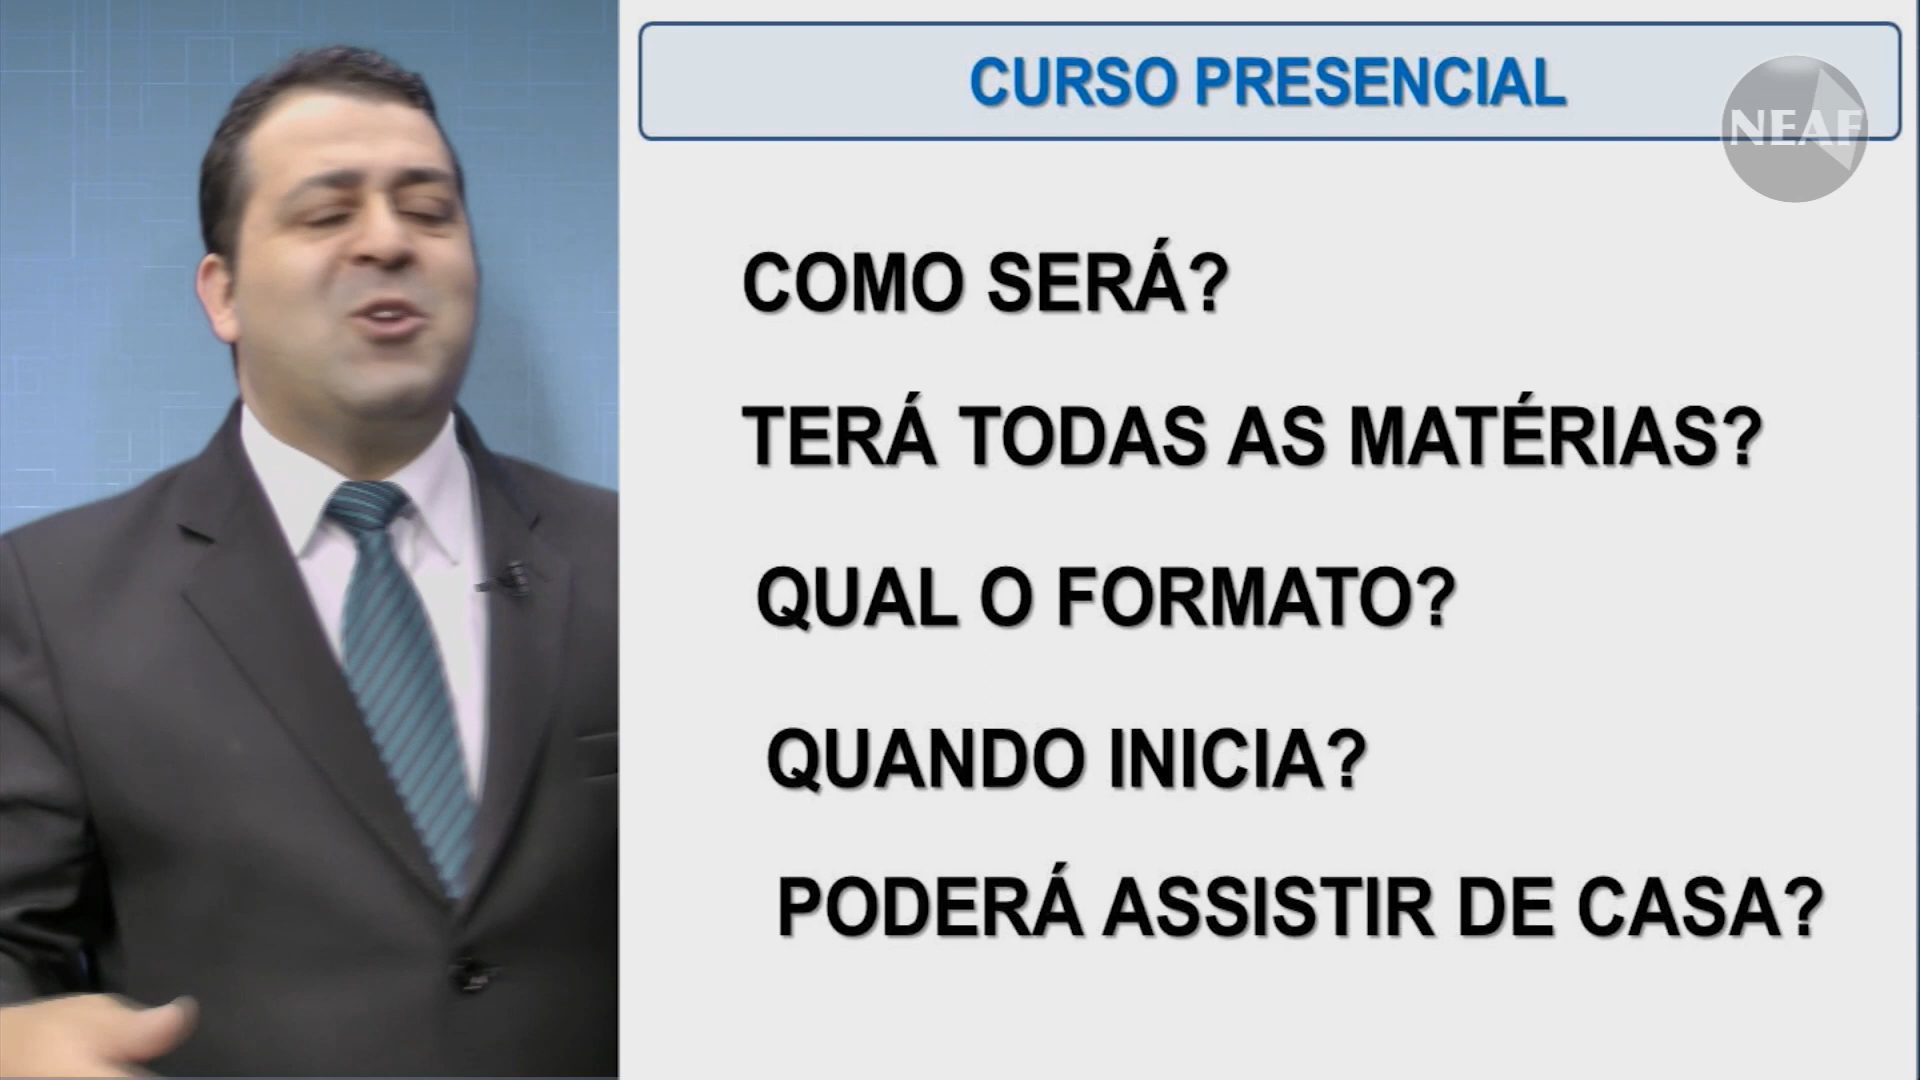 CURSO PRESENCIAL
NEAF
COMO SERÁ?
TERÁ TODAS AS MATÉRIAS?
QUAL O FORMATO?
QUANDO INICIA?
PODERÁ ASSISTIR DE CASA?